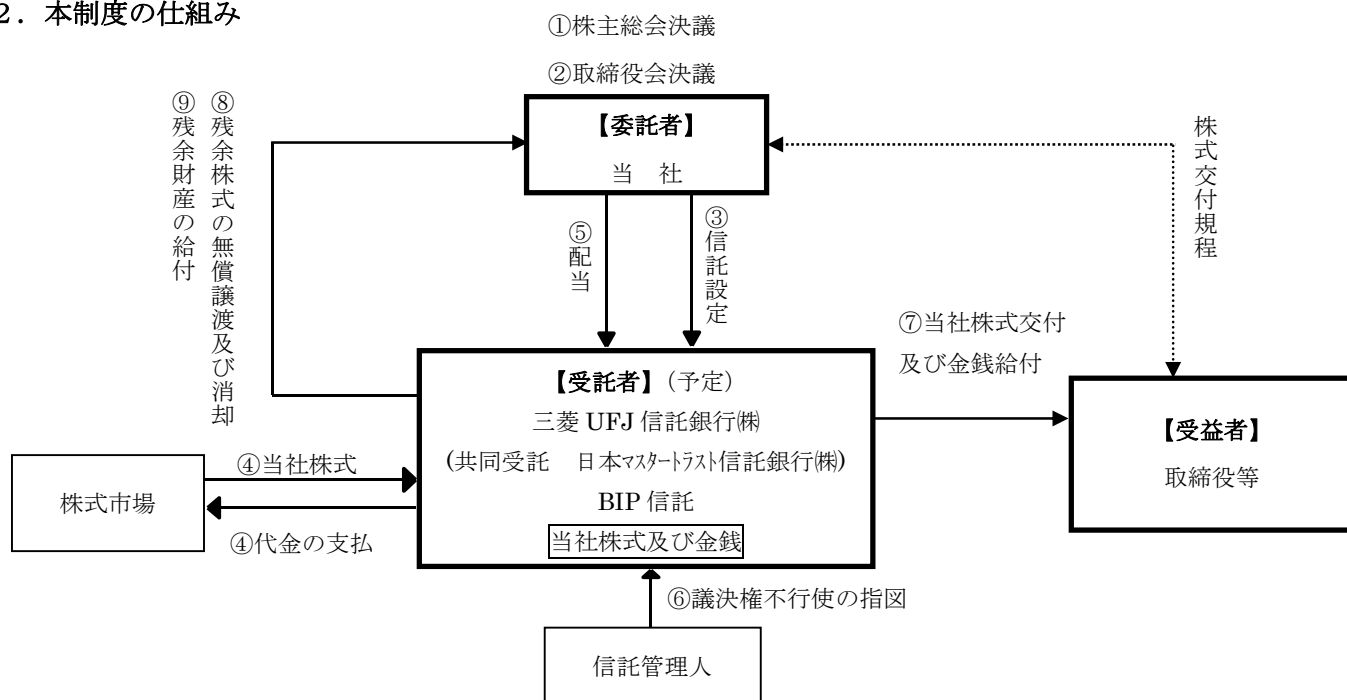 ２．本制度の仕組み
①株主総会決議
②取締役会決議
⑨残余財産の給付
⑧残余株式の無償譲渡及び消却
【委託者】
当　社
株式交付規程
⑤配当
③信託設定
⑦当社株式交付
及び金銭給付
【受託者】（予定）
三菱 UFJ 信託銀行㈱
(共同受託　日本ﾏｽﾀｰﾄﾗｽﾄ信託銀行㈱)
BIP 信託
当社株式及び金銭
【受益者】
取締役等
④当社株式
株式市場
④代金の支払
⑥議決権不行使の指図
信託管理人